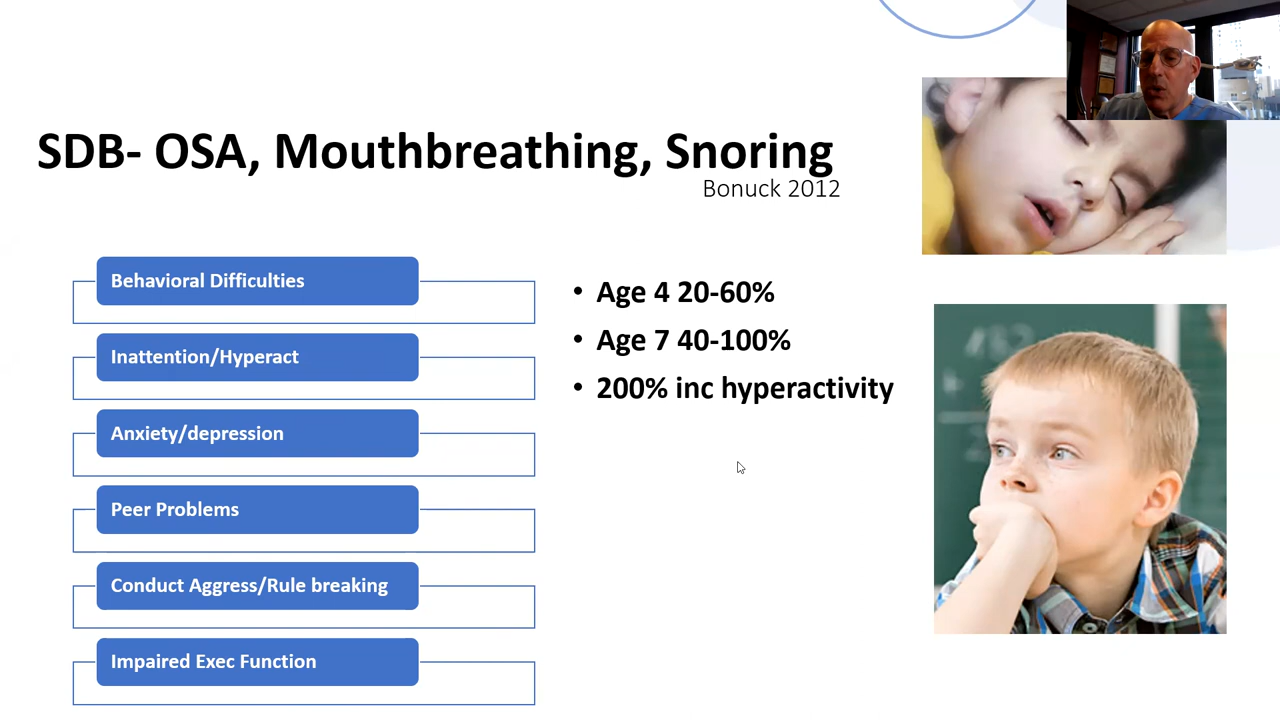 SDB- OSA, Mouthbreathing, Snoring
Bonuck 2012
Behavioral Difficulties
Inattention/Hyperact
Anxiety/depression
Peer Problems
Conduct Aggress/Rule breaking
Impaired Exec Function
• Age 4 20-60%
• Age 7 40-100%
• 200% inc hyperactivity